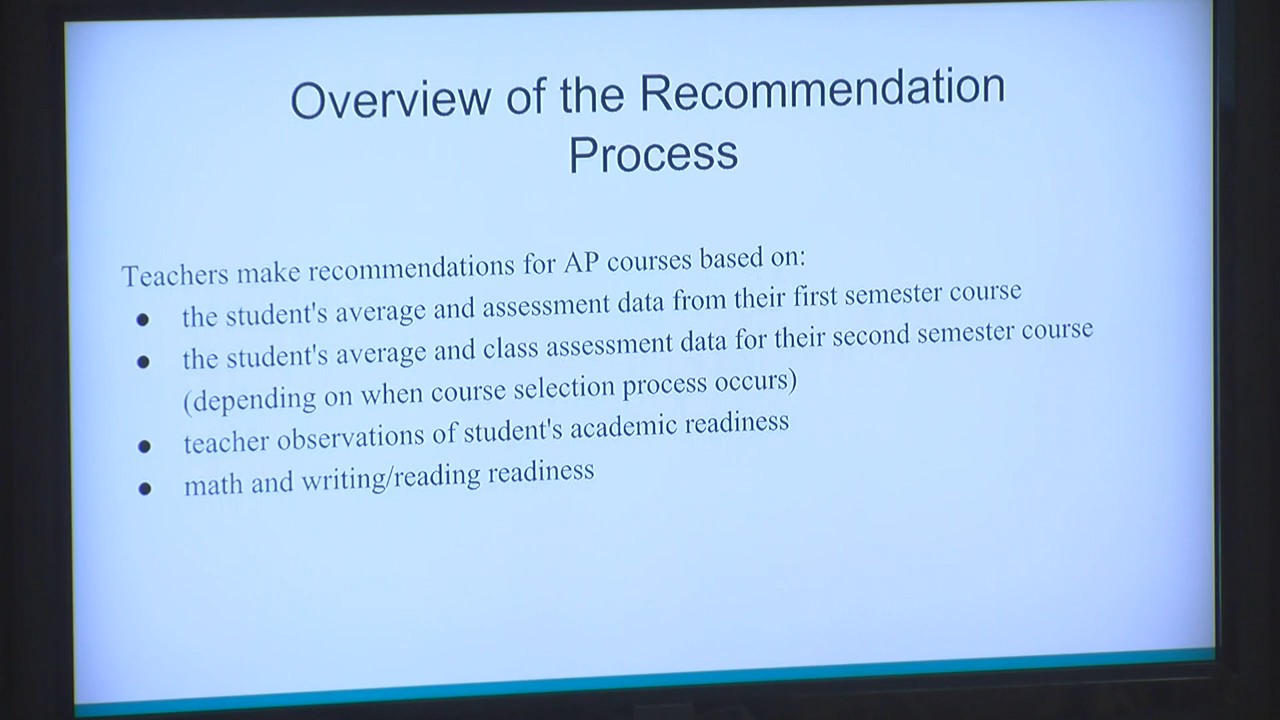 Overview of the Recommendation
Process
Teachers make recommendations for AP courses based on:
● the student's average and assessment data from their first semester course
● the student's average and class assessment data for their second semester course
(depending on when course selection process occurs)
● teacher observations of student's academic readiness
● math and writing/reading readiness